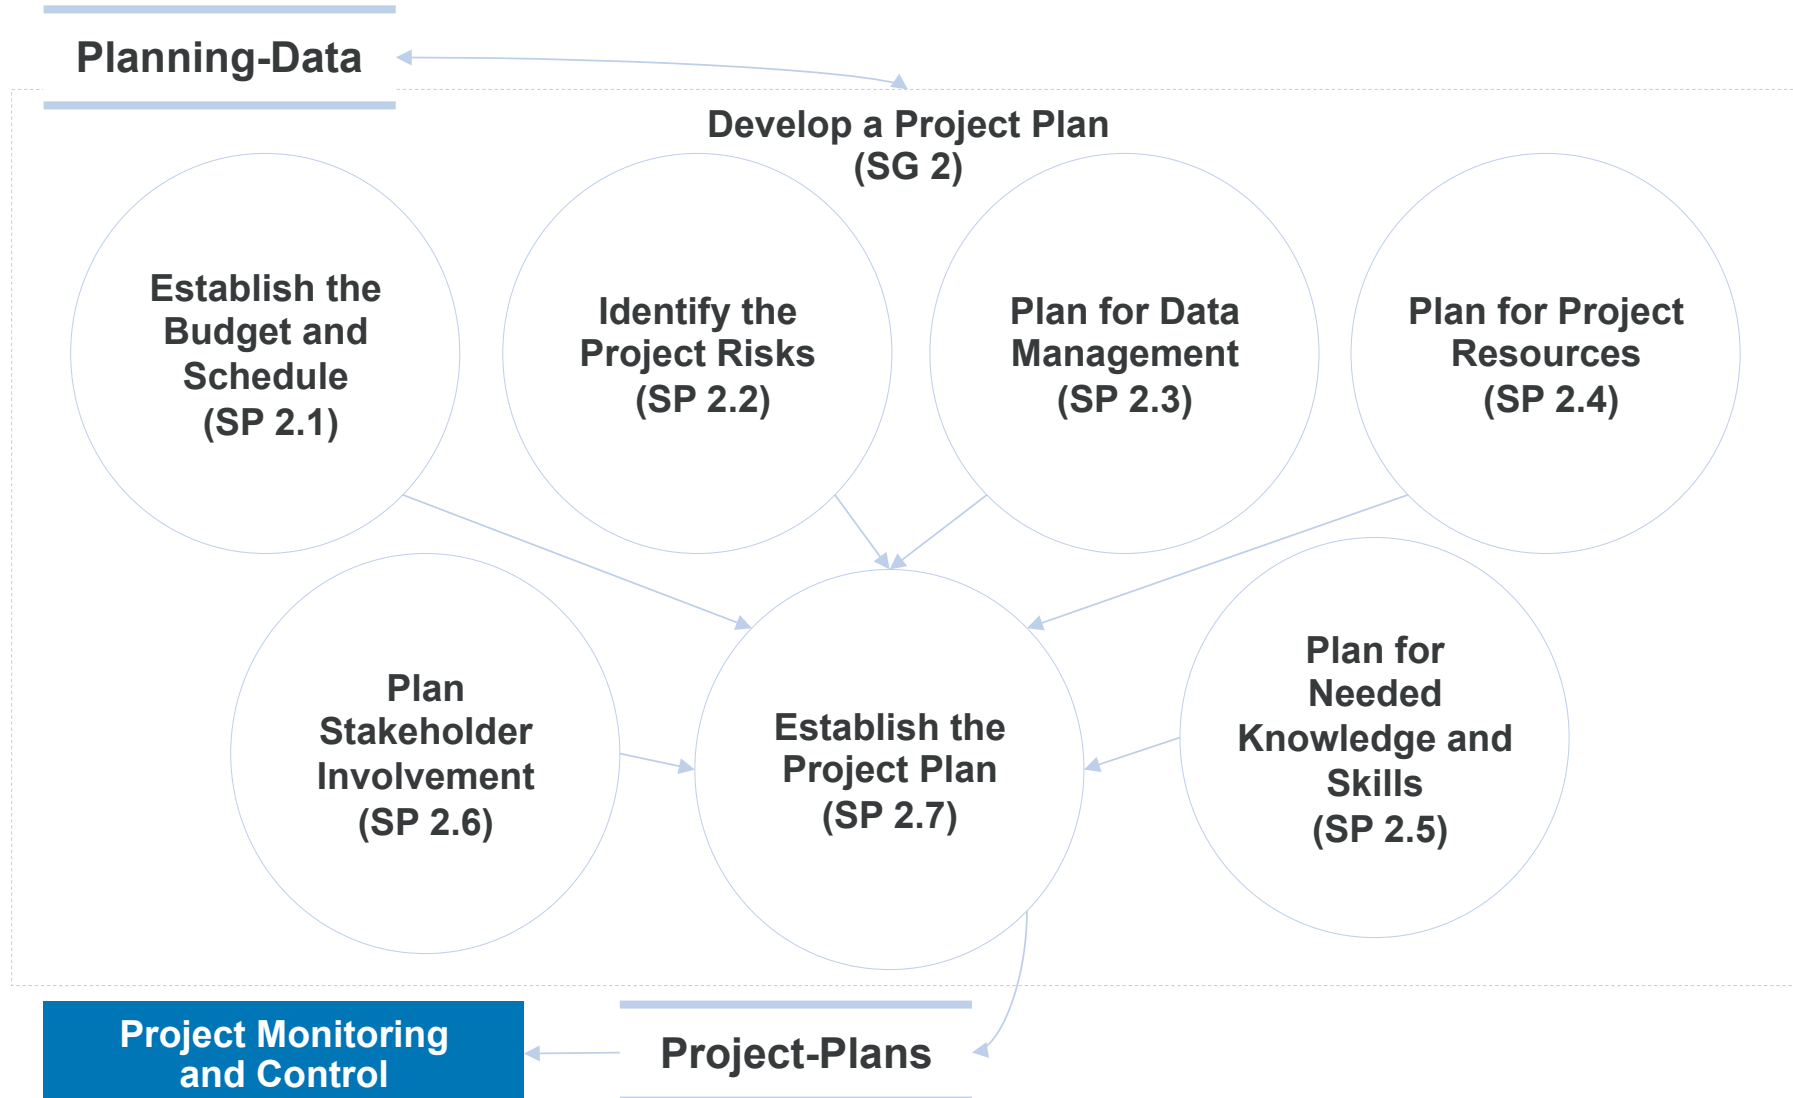 Planning-Data
Develop a Project Plan
(SG 2)
Establish the
Budget and
Schedule
(SP 2.1)
Identify the
Project Risks
(SP 2.2)
Plan for Data
Management
(SP 2.3)
Plan for Project
Resources
(SP 2.4)
Plan
Stakeholder
Involvement
(SP 2.6)
Establish the
Project Plan
(SP 2.7)
Plan for
Needed
Knowledge and
Skills
(SP 2.5)
Project Monitoring
and Control
Project-Plans